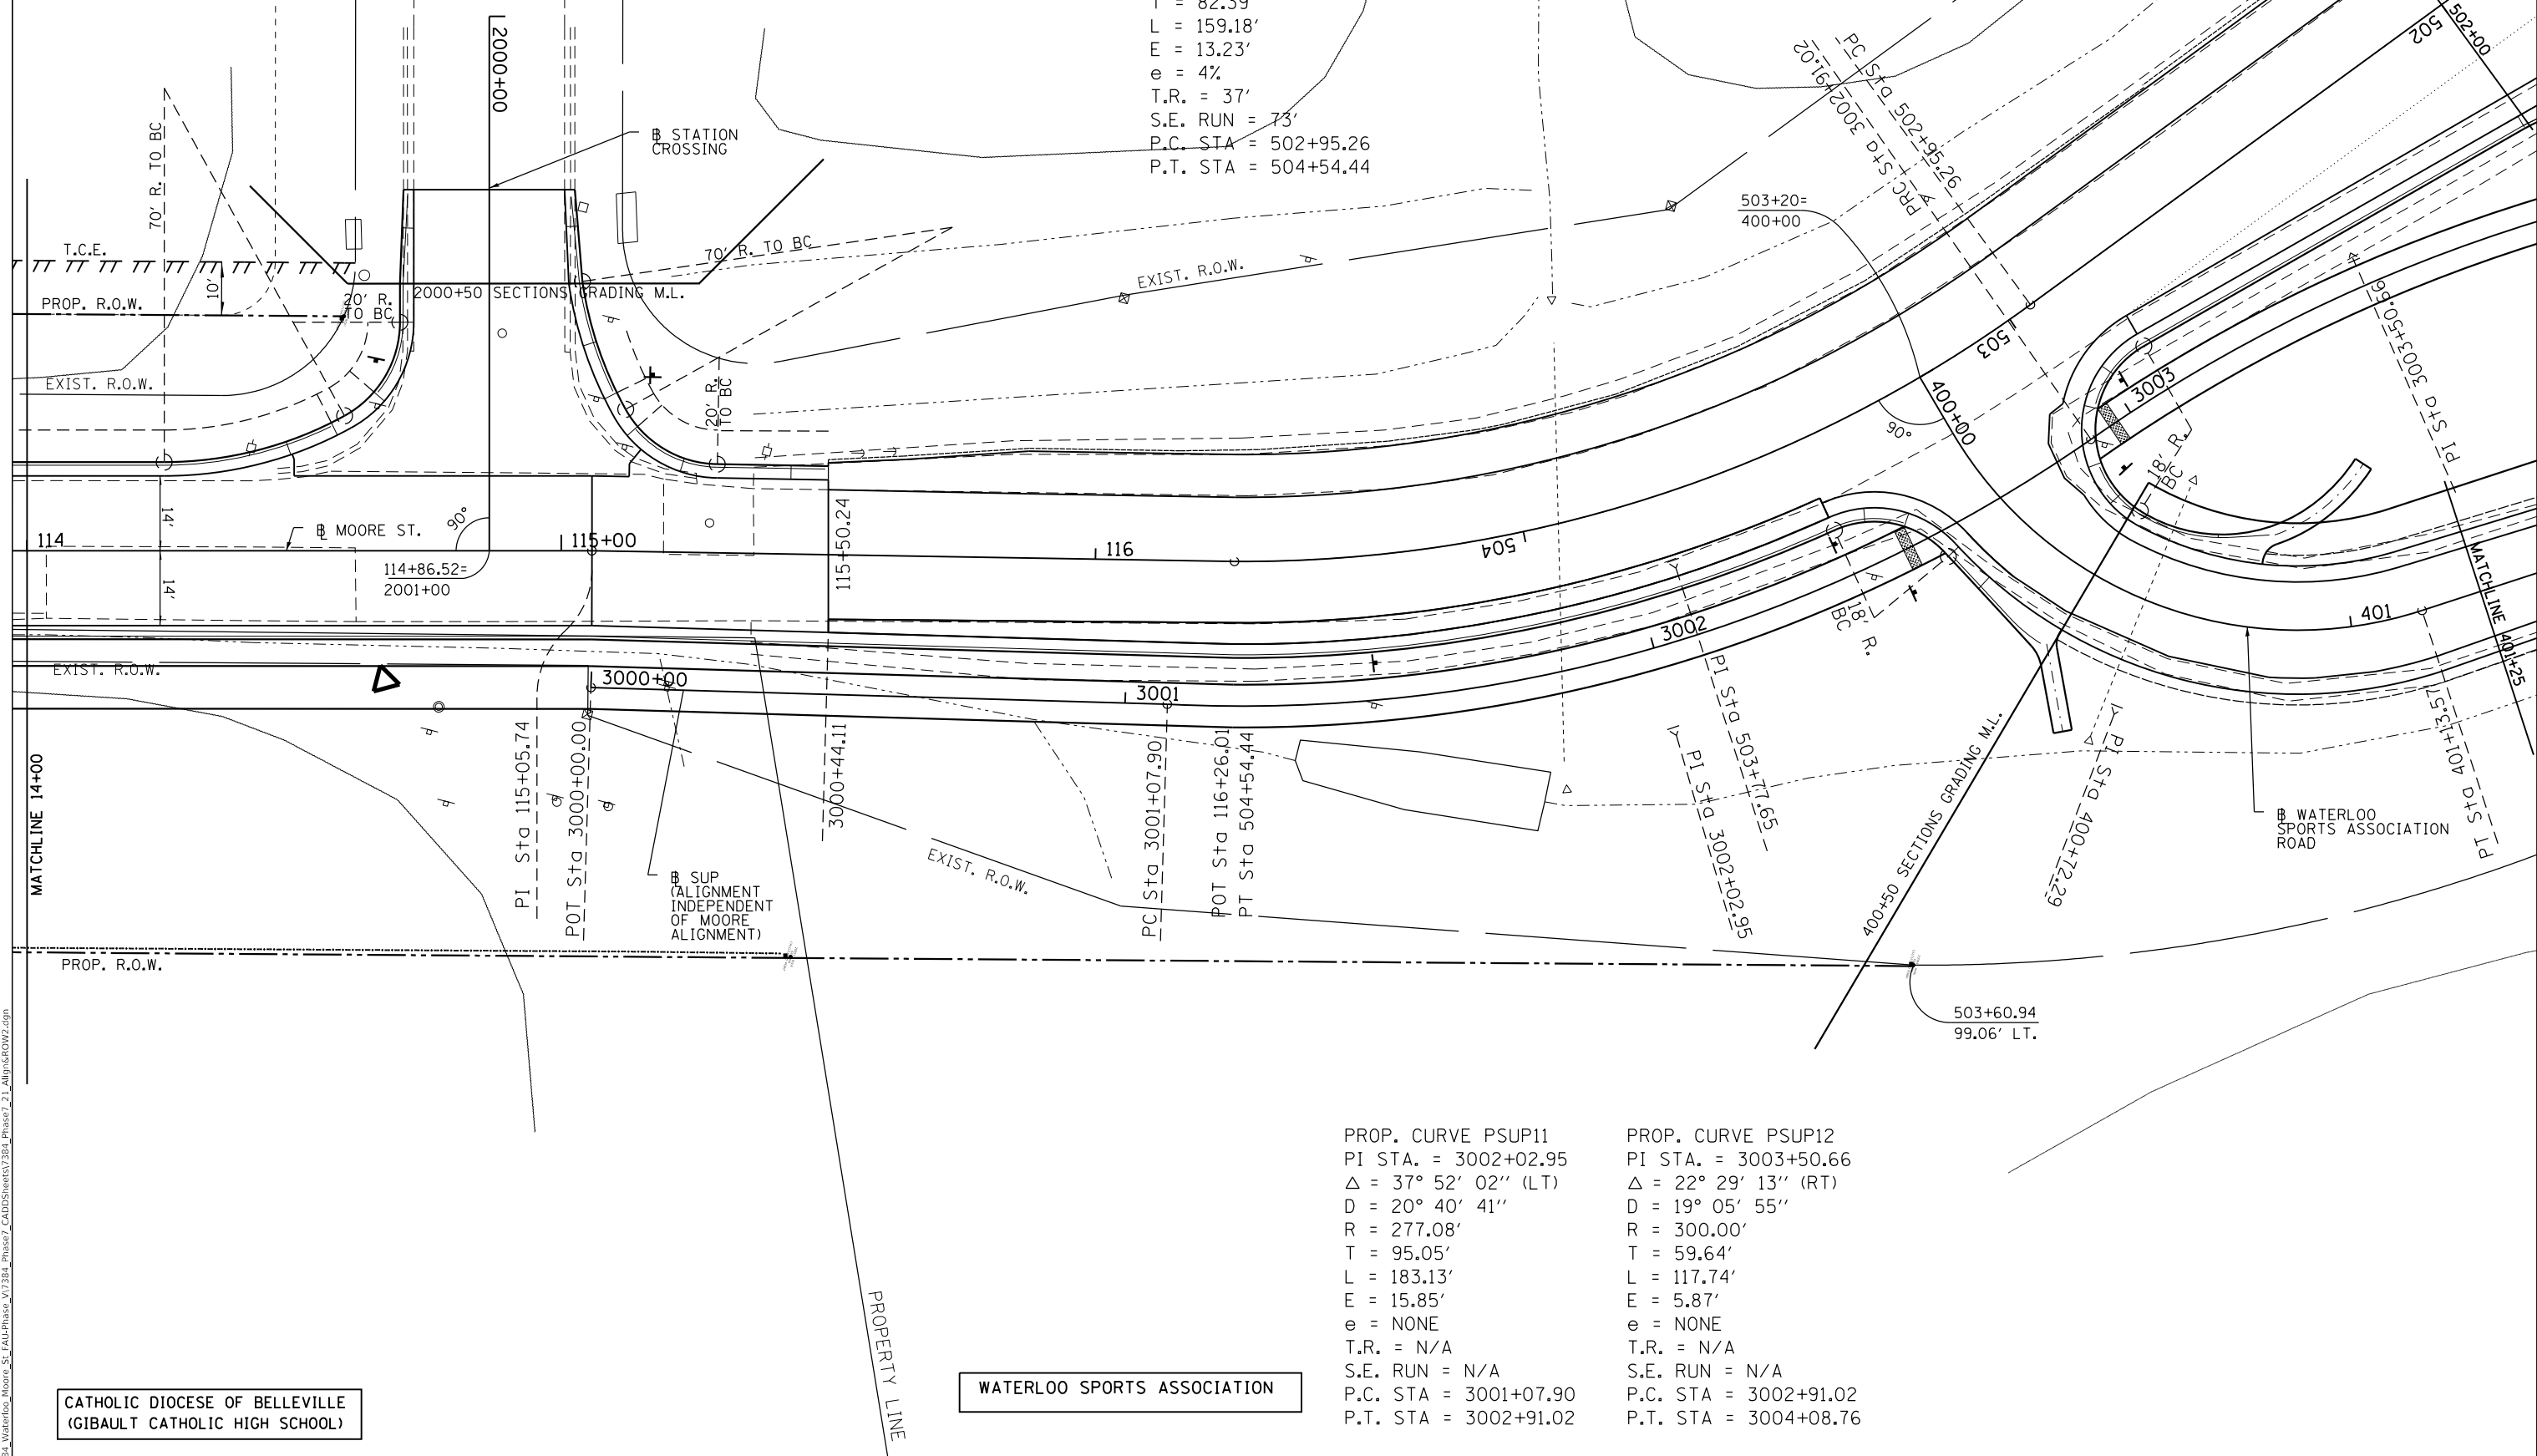 T = 82.39'
L = 159.18'
E = 13.23'
e = 4%
T.R. = 37'
S.E. RUN = 73'
P.C. STA = 502+95.26
P.T. STA = 504+54.44
2000+00
℄ STATION
CROSSING
70' R. TO BC
T.C.E.
10'
PROP. R.O.W.
20' R.
TO BC
2000+50 SECTIONS GRADING M.L.
70' R. TO BC
EXIST. R.O.W.
EXIST. R.O.W.
20' R.
TO BC
PC Sta 502+95.26
PRC Sta 3002+91.02
502
502+00
503+20=
400+00
503
400+00
90°
3003
18' R.
BC
PI Sta 3003+50.66
14'
14'
℄ MOORE ST.
90°
114
115+00
114+86.52=
2001+00
115+50.24
116
504
3002
18' R.
BC
401
MATCHLINE 401+25
EXIST. R.O.W.
3000+00
3001
MATCHLINE 14+00
PI Sta 115+05.74
POT Sta 3000+00.00
3000+44.11
PC Sta 3001+07.90
POT Sta 116+26.01
PT Sta 504+54.44
PI Sta 503+77.65
PI Sta 3002+02.95
400+50 SECTIONS GRADING M.L.
PI Sta 400+72.29
PT Sta 401+13.57
℄ WATERLOO
SPORTS ASSOCIATION
ROAD
℄ SUP
(ALIGNMENT
INDEPENDENT
OF MOORE
ALIGNMENT)
EXIST. R.O.W.
PROP. R.O.W.
503+60.94
99.06' LT.
PROPERTY LINE
PROP. CURVE PSUP11
PI STA. = 3002+02.95
△ = 37° 52' 02'' (LT)
D = 20° 40' 41''
R = 277.08'
T = 95.05'
L = 183.13'
E = 15.85'
e = NONE
T.R. = N/A
S.E. RUN = N/A
P.C. STA = 3001+07.90
P.T. STA = 3002+91.02
PROP. CURVE PSUP12
PI STA. = 3003+50.66
△ = 22° 29' 13'' (RT)
D = 19° 05' 55''
R = 300.00'
T = 59.64'
L = 117.74'
E = 5.87'
e = NONE
T.R. = N/A
S.E. RUN = N/A
P.C. STA = 3002+91.02
P.T. STA = 3004+08.76
CATHOLIC DIOCESE OF BELLEVILLE
(GIBAULT CATHOLIC HIGH SCHOOL)
WATERLOO SPORTS ASSOCIATION
84_Waterloo_Moore_St_FAU-Phase_V\7384_Phase7_CADDSheets\7384_Phase7_21_Align&ROW2.dgn